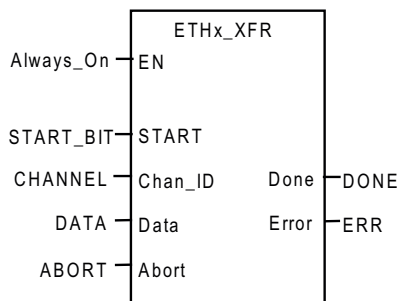 ETHx_XFR
Always_On EN
START_BIT START
CHANNEL Chan_ID Done DONE
DATA Data Error ERR
ABORT Abort